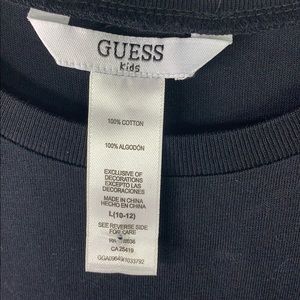 GUESS
Kids
100% COTTON
100% ALGODÓN
EXCLUSIVE OF
DECORATIONS
EXCEPTO LAS
DECORACIONES
MADE IN CHINA
HECHO EN CHINA
L(10-12)
SEE REVERSE SIDE
FOR CARE
CA 25419